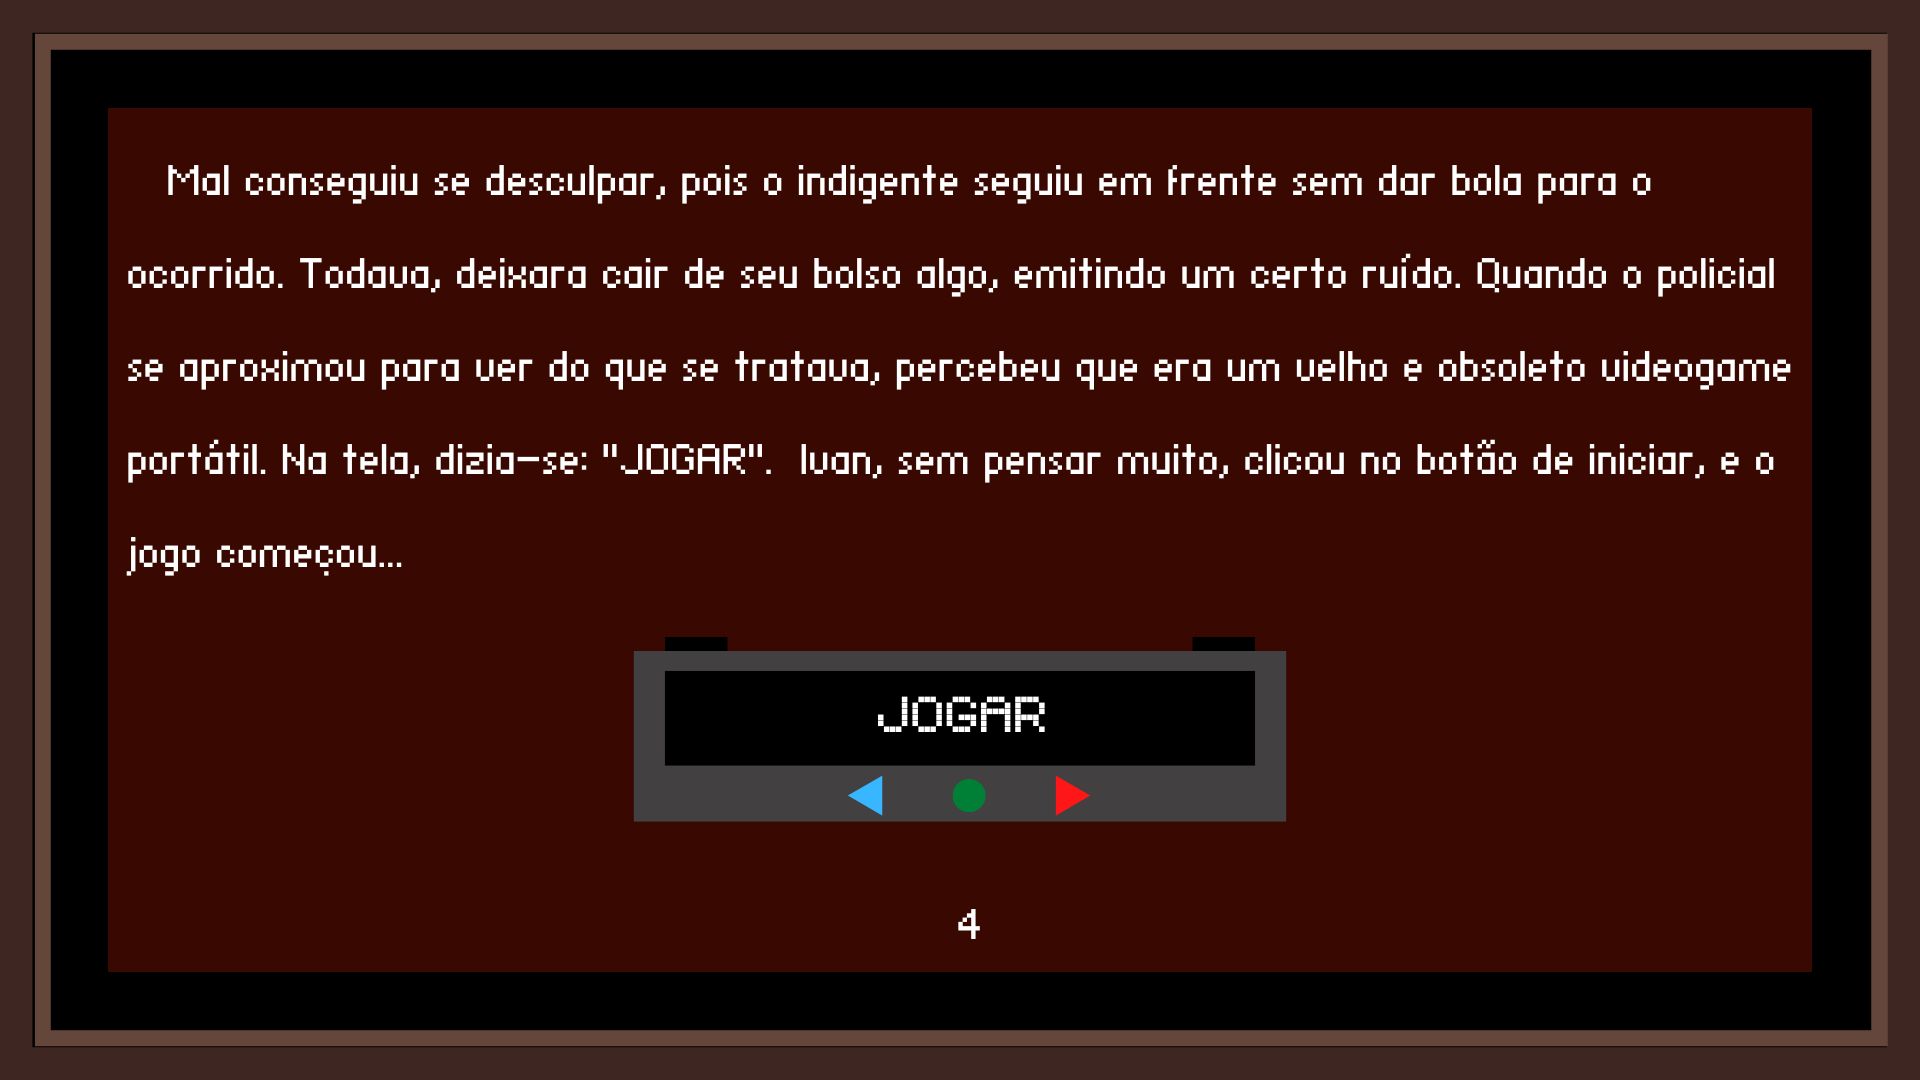 Mal conseguiu se desculpar, pois o indigente seguiu em frente sem dar bola para o
ocorrido. Todava, deixara cair de seu bolso algo, emitindo um certo ruído. Quando o policial
se aproximou para ver do que se tratava, percebeu que era um velho e obsoleto videogame
portátil. Na tela, dizia-se: "JOGAR". Ivan, sem pensar muito, clicou no botão de iniciar, e o
jogo começou...
JOGAR
4